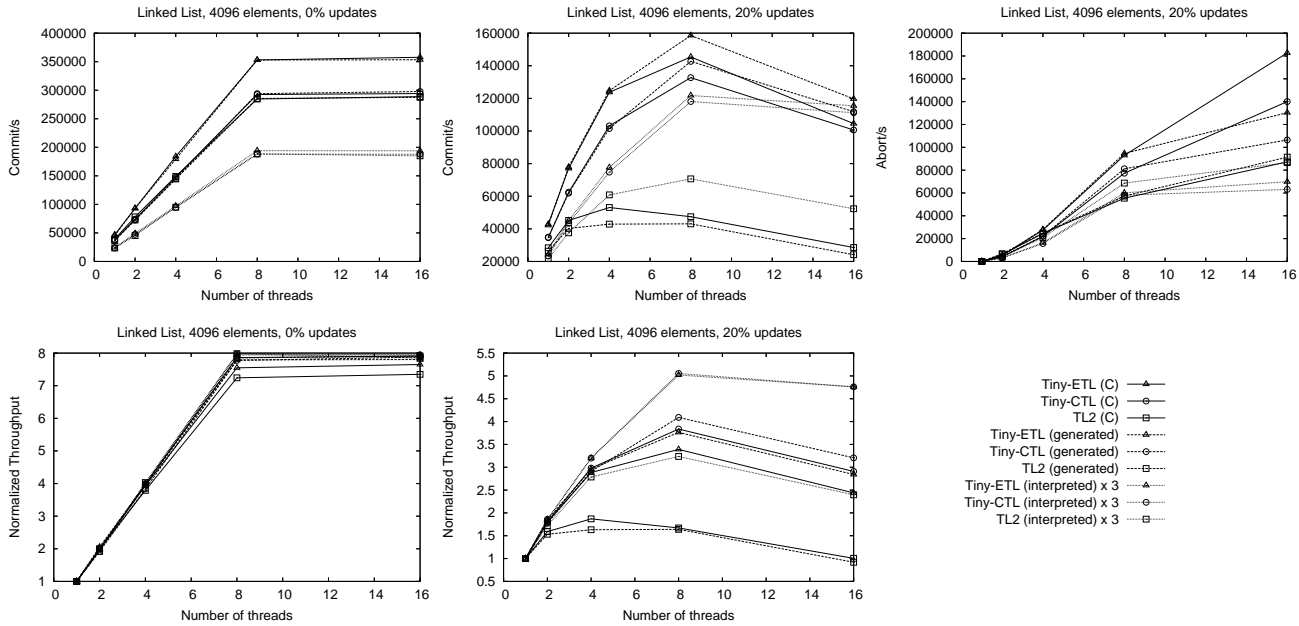 Linked List, 4096 elements, 0% updates
Commit/s
400000
350000
300000
250000
200000
150000
100000
50000
0
0 2 4 6 8 10 12 14 16
Number of threads
Linked List, 4096 elements, 20% updates
Commit/s
160000
140000
120000
100000
80000
60000
40000
20000
0 2 4 6 8 10 12 14 16
Number of threads
Linked List, 4096 elements, 20% updates
Abort/s
200000
180000
160000
140000
120000
100000
80000
60000
40000
20000
0
0 2 4 6 8 10 12 14 16
Number of threads
Linked List, 4096 elements, 0% updates
Normalized Throughput
8
7
6
5
4
3
2
1
0 2 4 6 8 10 12 14 16
Number of threads
Linked List, 4096 elements, 20% updates
Normalized Throughput
5.5
5
4.5
4
3.5
3
2.5
2
1.5
1
0.5
0 2 4 6 8 10 12 14 16
Number of threads
Tiny-ETL (C)
Tiny-CTL (C)
TL2 (C)
Tiny-ETL (generated)
Tiny-CTL (generated)
TL2 (generated)
Tiny-ETL (interpreted) x 3
Tiny-CTL (interpreted) x 3
TL2 (interpreted) x 3